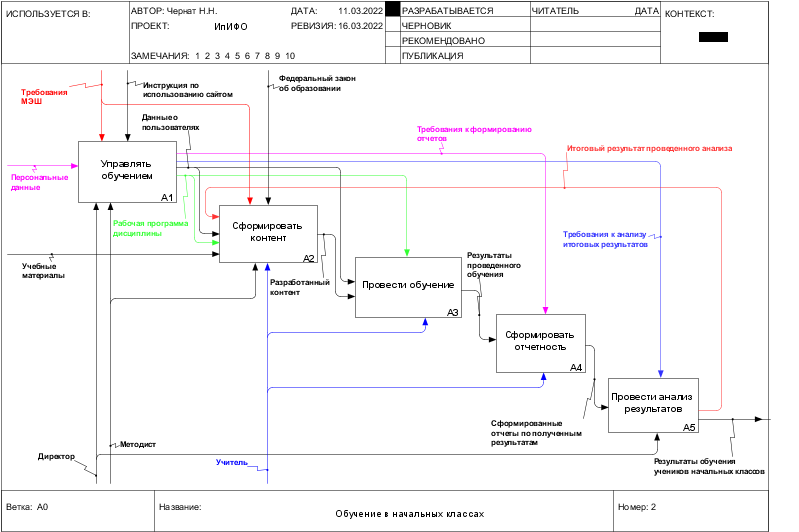 ИСПОЛЬЗУЕТСЯ В:
АВТОР: Чернат Н.Н.
ДАТА: 11.03.2022
РАЗРАБАТЫВАЕТСЯ
ЧИТАТЕЛЬ
ДАТА
КОНТЕКСТ:
ПРОЕКТ: ИпИФО
РЕВИЗИЯ: 16.03.2022
ЧЕРНОВИК
РЕКОМЕНДОВАНО
ЗАМЕЧАНИЯ: 1 2 3 4 5 6 7 8 9 10
ПУБЛИКАЦИЯ
Требования
МЭШ
Инструкция по
использованию сайтом
Федеральный закон
об образовании
Данные о
пользователях
Требования к формированию
отчетов
Итоговый результат проведенного анализа
Управлять
обучением
A1
Персональные
данные
Рабочая программа
дисциплины
Сформировать
контент
A2
Требования к анализу
итоговых результатов
Учебные
материалы
Разработанный
контент
Результаты
проведенного
обучения
Провести обучение
A3
Сформировать
отчетность
A4
Провести анализ
результатов
A5
Сформированные
отчеты по полученным
результатам
Методист
Директор
Учитель
Результаты обучения
учеников начальных классов
Ветка: A0
Название:
Обучение в начальных классах
Номер: 2